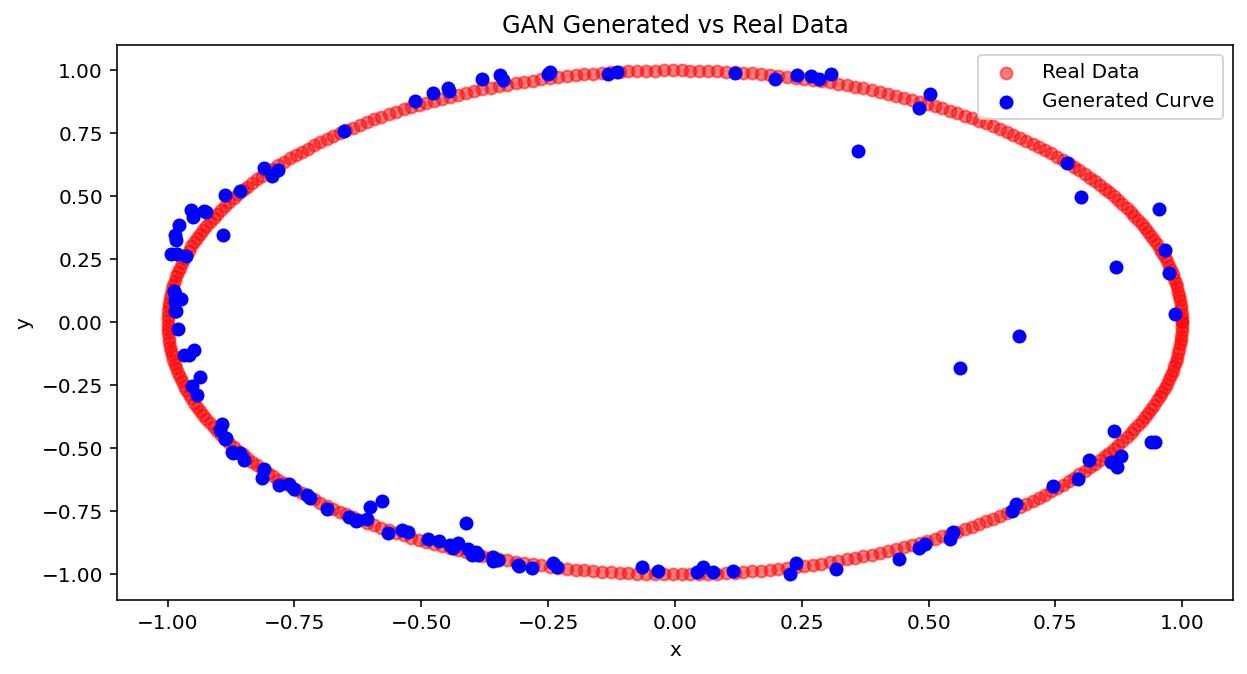 GAN Generated vs Real Data
Real Data
Generated Curve
1.00
0.75
0.50
0.25
0.00
−0.25
−0.50
−0.75
−1.00
y
−1.00 −0.75 −0.50 −0.25 0.00 0.25 0.50 0.75 1.00
x